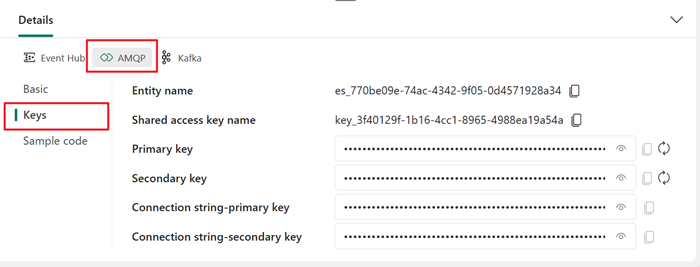 Details
Event Hub AMQP Kafka
Basic
Keys
Sample code
Entity name es_770be09e-74ac-4342-9f05-0d4571928a34
Shared access key name key_3f40129f-1b16-4cc1-8965-4988ea19a54a
Primary key
Secondary key
Connection string-primary key
Connection string-secondary key